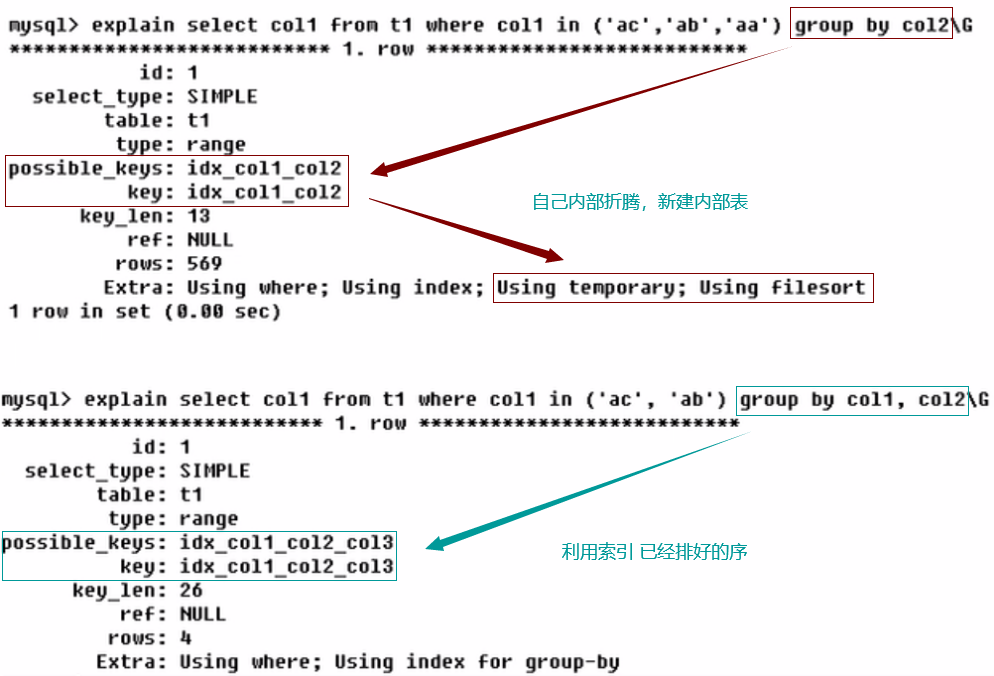 mysql> explain select col1 from t1 where col1 in ('ac','ab','aa') group by col2\G
*************************** 1. row ***************************
id: 1
select_type: SIMPLE
table: t1
type: range
possible_keys: idx_col1_col2
key: idx_col1_col2
自己内部折腾，新建内部表
key_len: 13
ref: NULL
rows: 569
Extra: Using where; Using index; Using temporary; Using filesort
1 row in set (0.00 sec)
mysql> explain select col1 from t1 where col1 in ('ac', 'ab') group by col1, col2\G
*************************** 1. row ***************************
id: 1
select_type: SIMPLE
table: t1
type: range
possible_keys: idx_col1_col2_col3
利用索引 已经排好的序
key: idx_col1_col2_col3
key_len: 26
ref: NULL
rows: 4
Extra: Using where; Using index for group-by